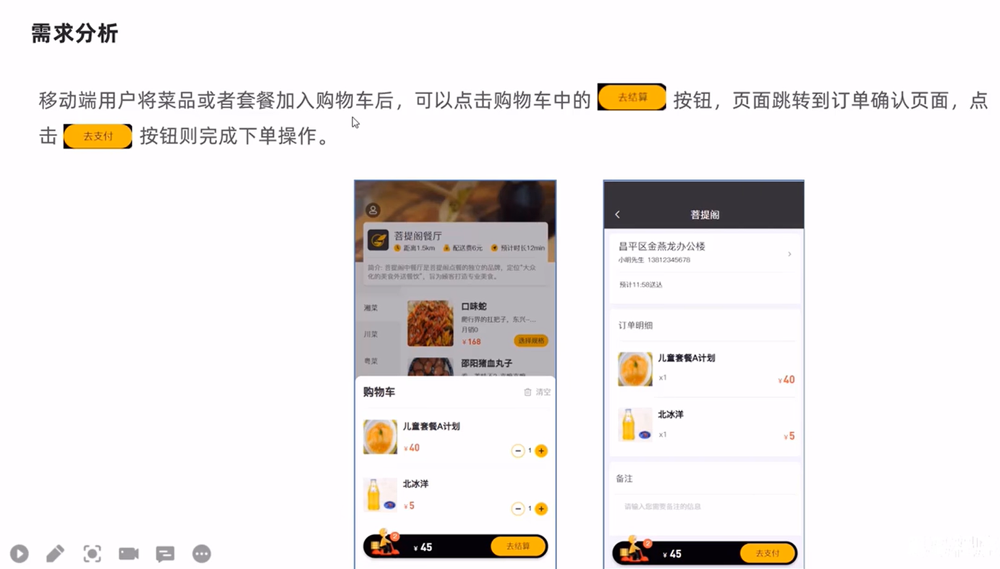 需求分析
移动端用户将菜品或者套餐加入购物车后，可以点击购物车中的 去结算 按钮，页面跳转到订单确认页面，点
击 去支付 按钮则完成下单操作。
菩提阁餐厅
距离1.5km 配送费6元 预计时长12min
简介: 菩提阁中餐厅是菩提阁点餐的独立的品牌，定位"大众
化的美食外送餐饮"，旨为顾客打造专业美食。
湘菜
川菜
粤菜
口味蛇
爬行界的扛把子，东兴-...
月销0
¥168
选择规格
邵阳猪血丸子
购物车
清空
儿童套餐A计划
¥40
1
北冰洋
¥5
1
2
¥45
去结算
菩提阁
昌平区金燕龙办公楼
小明先生 13812345678
预计11:58送达
订单明细
儿童套餐A计划
x1
¥40
北冰洋
x1
¥5
备注
请输入您需要备注的信息
2
¥45
去支付